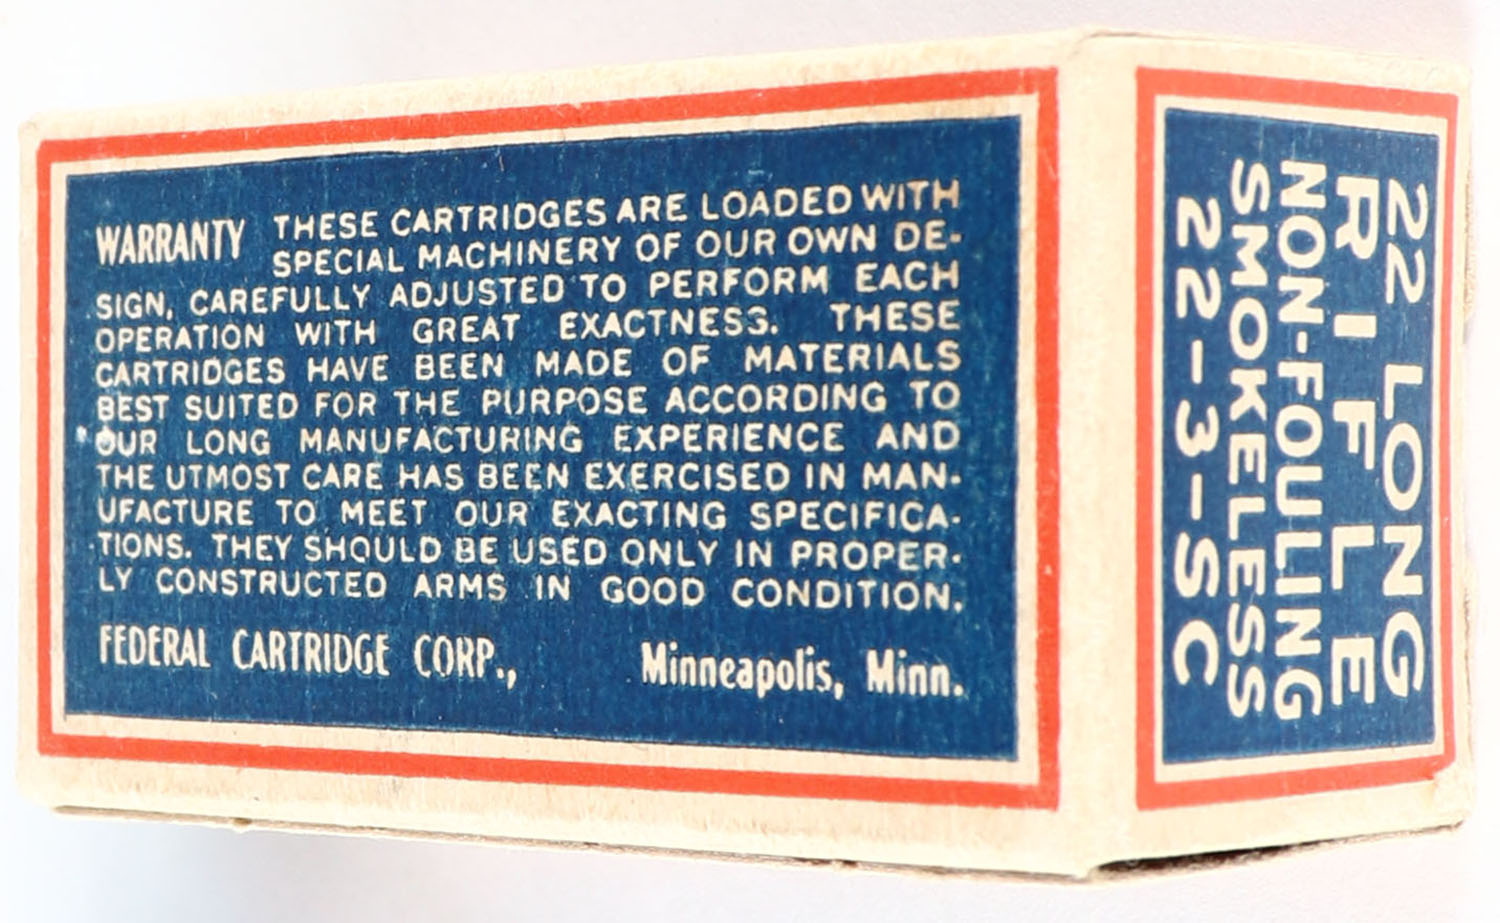 WARRANTY THESE CARTRIDGES ARE LOADED WITH
SPECIAL MACHINERY OF OUR OWN DE-
SIGN, CAREFULLY ADJUSTED TO PERFORM EACH
OPERATION WITH GREAT EXACTNESS. THESE
CARTRIDGES HAVE BEEN MADE OF MATERIALS
BEST SUITED FOR THE PURPOSE ACCORDING TO
OUR LONG MANUFACTURING EXPERIENCE AND
THE UTMOST CARE HAS BEEN EXERCISED IN MAN-
UFACTURE TO MEET OUR EXACTING SPECIFICA-
TIONS. THEY SHOULD BE USED ONLY IN PROPER-
LY CONSTRUCTED ARMS IN GOOD CONDITION.
FEDERAL CARTRIDGE CORP., Minneapolis, Minn.
22 LONG
RIFLE
NON-FOULING
SMOKELESS
22-3-SC